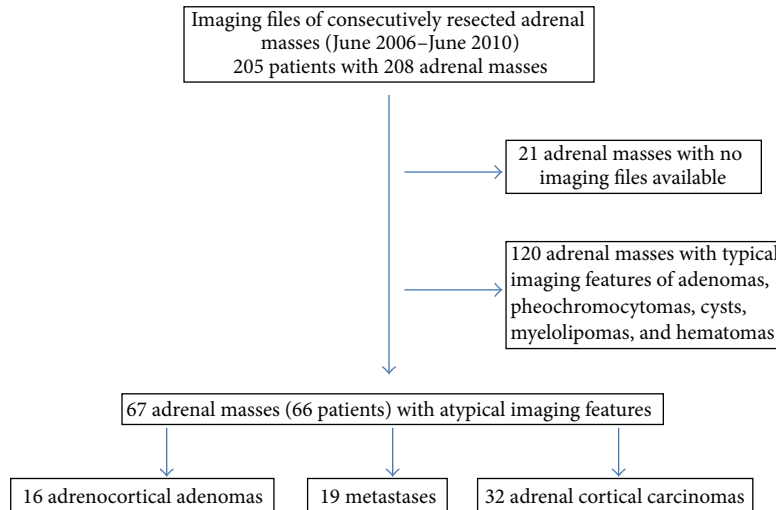 Imaging files of consecutively resected adrenal
masses (June 2006–June 2010)
205 patients with 208 adrenal masses
21 adrenal masses with no
imaging files available
120 adrenal masses with typical
imaging features of adenomas,
pheochromocytomas, cysts,
myelolipomas, and hematomas
67 adrenal masses (66 patients) with atypical imaging features
16 adrenocortical adenomas
19 metastases
32 adrenal cortical carcinomas